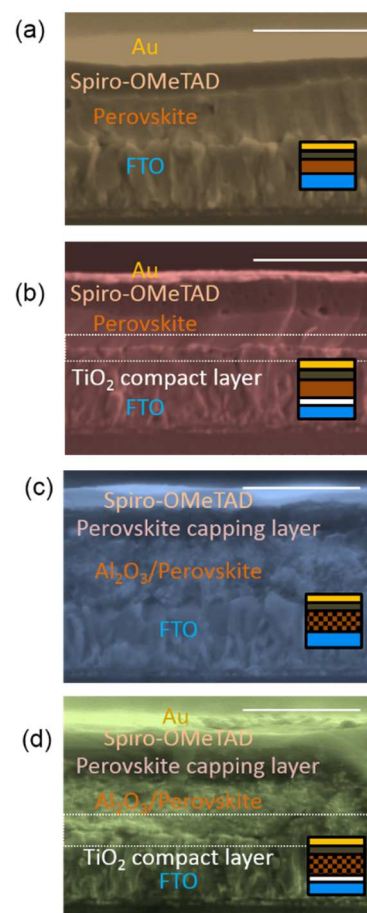 (a)
Au
Spiro-OMeTAD
Perovskite
FTO
(b)
Au
Spiro-OMeTAD
Perovskite
TiO₂ compact layer
FTO
(c)
Spiro-OMeTAD
Perovskite capping layer
Al₂O₃/Perovskite
FTO
(d)
Au
Spiro-OMeTAD
Perovskite capping layer
Al₂O₃/Perovskite
TiO₂ compact layer
FTO